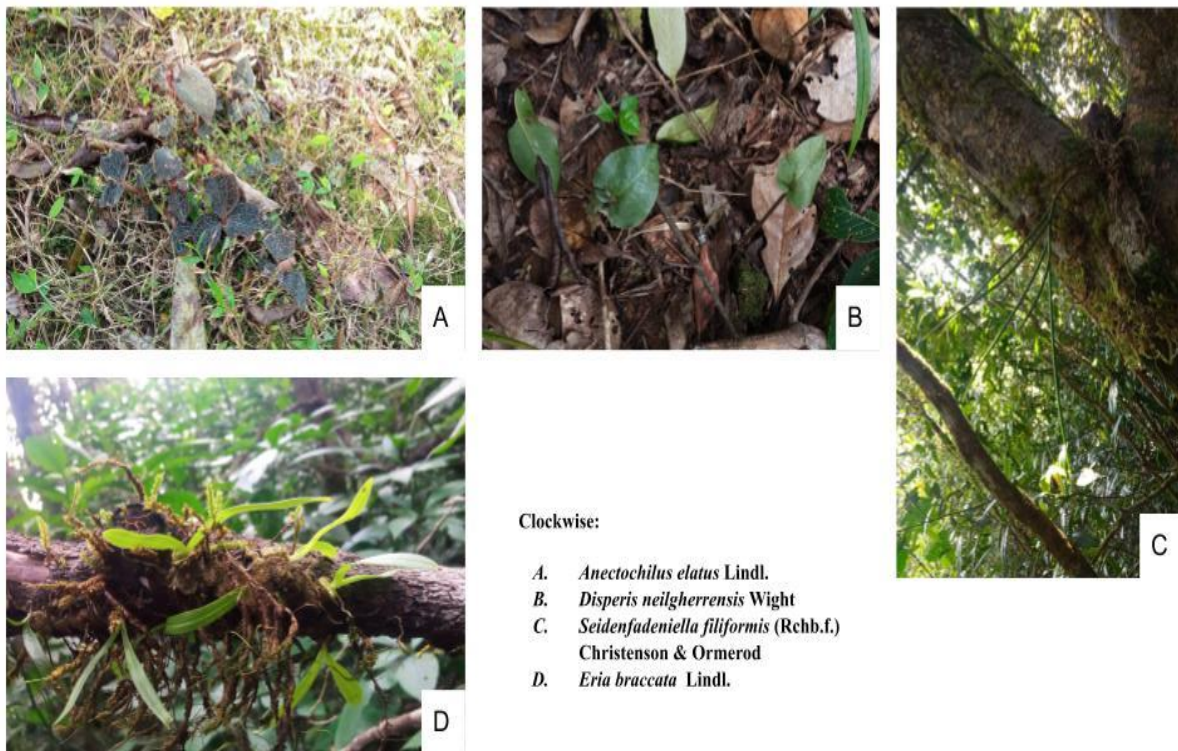 A
B
C
D
Clockwise:
A. Anectochilus elatus Lindl.
B. Disperis neilgherrensis Wight
C. Seidenfadeniella filiformis (Rchb.f.)
Christenson & Ormerod
D. Eria braccata Lindl.